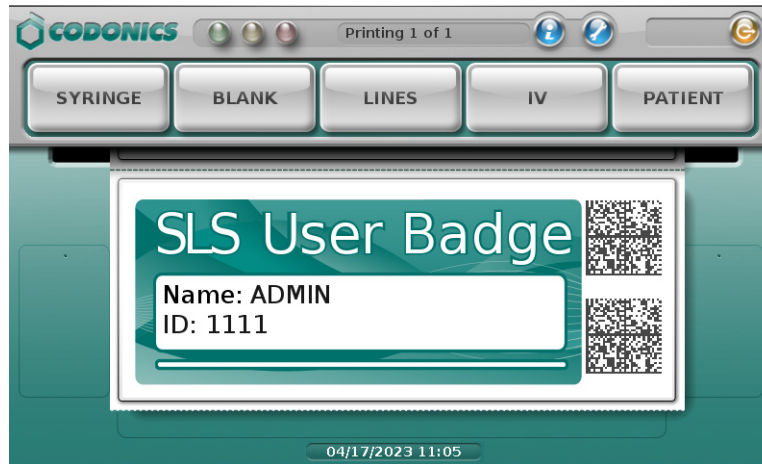 CODONICS
Printing 1 of 1
SYRINGE
BLANK
LINES
IV
PATIENT
SLS User Badge
Name: ADMIN
ID: 1111
04/17/2023 11:05